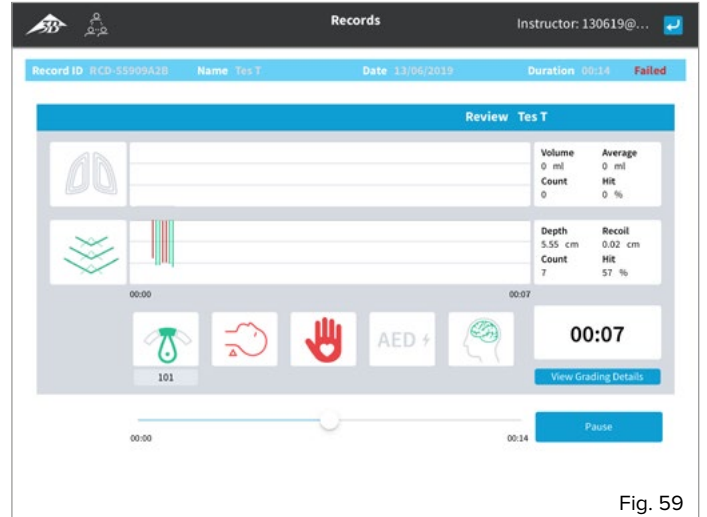 3B Records Instructor: 130619@...
Record ID RCD-S5909A2B Name Tes T Date 13/06/2019 Duration 00:14 Failed
Review Tes T
Volume Average
0 ml 0 ml
Count Hit
0 0 %
Depth Recoil
5.55 cm 0.02 cm
Count Hit
7 57 %
00:00 00:07
AED
00:07
101
View Grading Details
Pause
00:00 00:14
Fig. 59